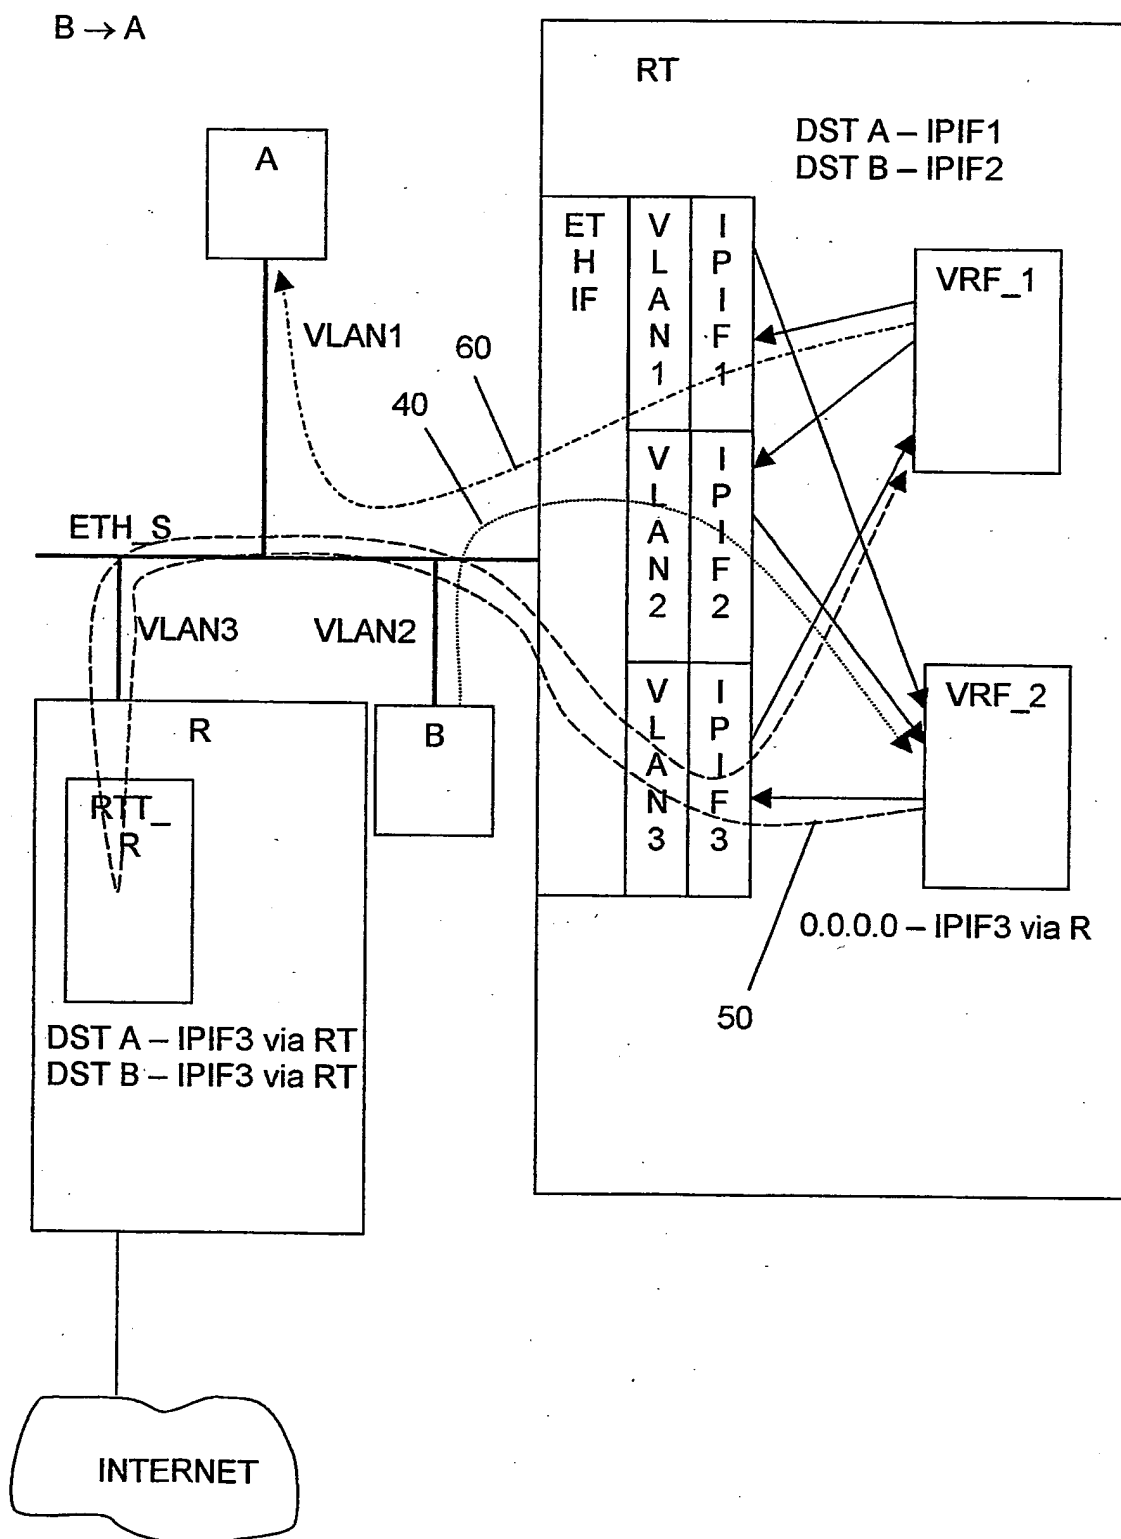 B → A
RT
DST A – IPIF1
DST B – IPIF2
A
ET
H
IF
V
L
A
N
1
I
P
I
F
1
VRF_1
VLAN1
60
40
V
L
A
N
2
I
P
I
F
2
ETH_S
VLAN3
VLAN2
V
L
A
N
3
I
P
I
F
3
VRF_2
R
B
RTT_
R
0.0.0.0 – IPIF3 via R
50
DST A – IPIF3 via RT
DST B – IPIF3 via RT
INTERNET